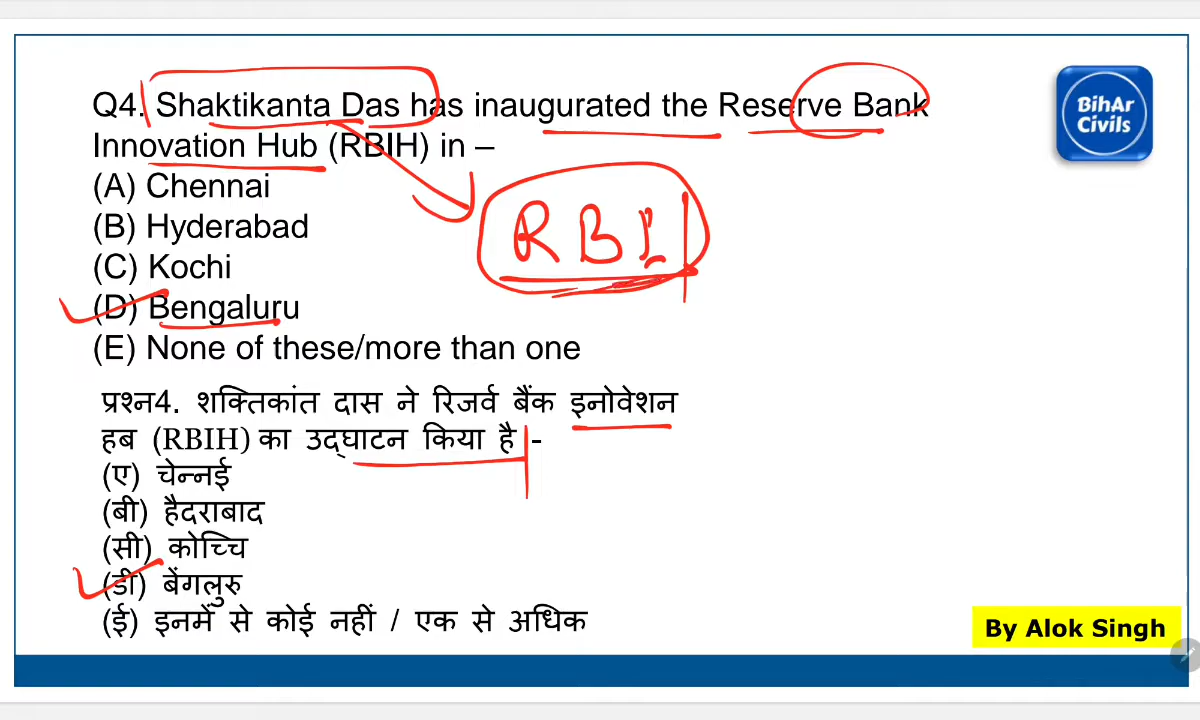 Q4. Shaktikanta Das has inaugurated the Reserve Bank
Innovation Hub (RBIH) in –
(A) Chennai
(B) Hyderabad
(C) Kochi
(D) Bengaluru
(E) None of these/more than one
RBI
BihAr
Civils
प्रश्न4. शक्तिकांत दास ने रिजर्व बैंक इनोवेशन
हब (RBIH) का उद्घाटन किया है -
(ए) चेन्नई
(बी) हैदराबाद
(सी) कोच्चि
(डी) बेंगलुरु
(ई) इनमें से कोई नहीं / एक से अधिक
By Alok Singh